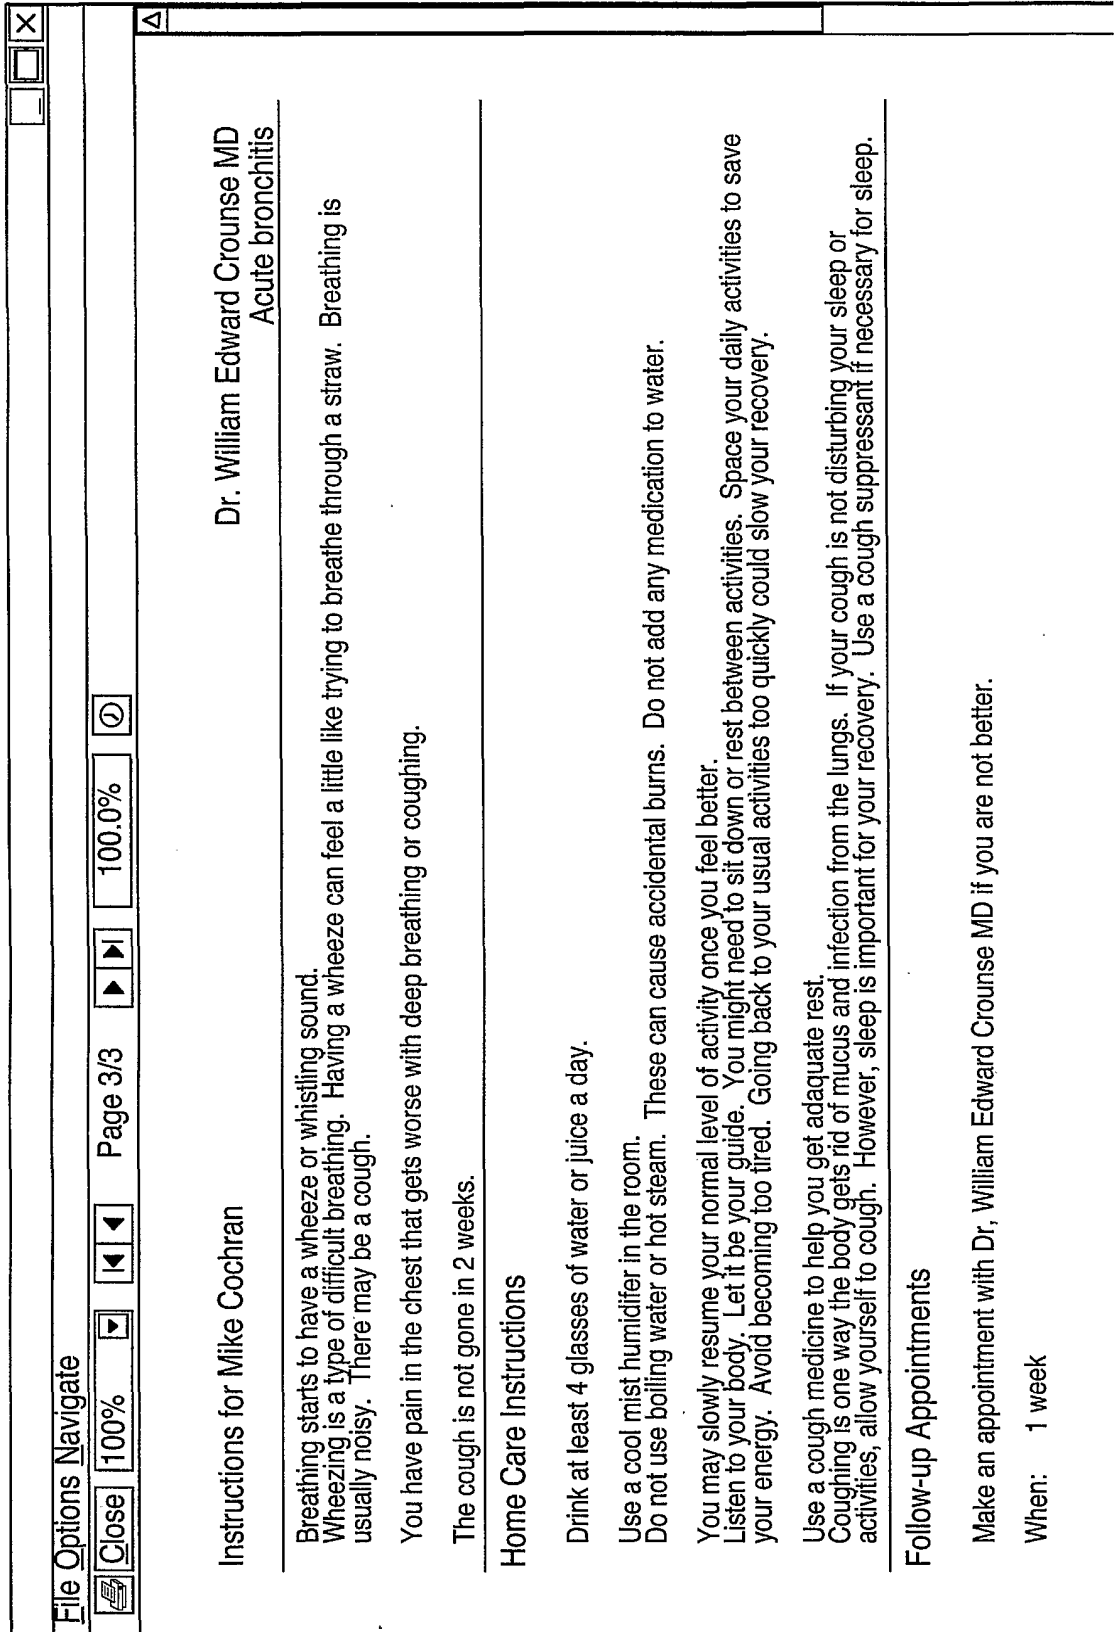 File Options Navigate
Close 100% Page 3/3 100.0%
Instructions for Mike Cochran Dr. William Edward Crounse MD
Acute bronchitis
Breathing starts to have a wheeze or whistling sound.
Wheezing is a type of difficult breathing. Having a wheeze can feel a little like trying to breathe through a straw. Breathing is
usually noisy. There may be a cough.
You have pain in the chest that gets worse with deep breathing or coughing.
The cough is not gone in 2 weeks.
Home Care Instructions
Drink at least 4 glasses of water or juice a day.
Use a cool mist humidifer in the room.
Do not use boiling water or hot steam. These can cause accidental burns. Do not add any medication to water.
You may slowly resume your normal level of activity once you feel better.
Listen to your body. Let it be your guide. You might need to sit down or rest between activities. Space your daily activities to save
your energy. Avoid becoming too tired. Going back to your usual activities too quickly could slow your recovery.
Use a cough medicine to help you get adaquate rest.
Coughing is one way the body gets rid of mucus and infection from the lungs. If your cough is not disturbing your sleep or
activities, allow yourself to cough. However, sleep is important for your recovery. Use a cough suppressant if necessary for sleep.
Follow-up Appointments
Make an appointment with Dr, William Edward Crounse MD if you are not better.
When: 1 week